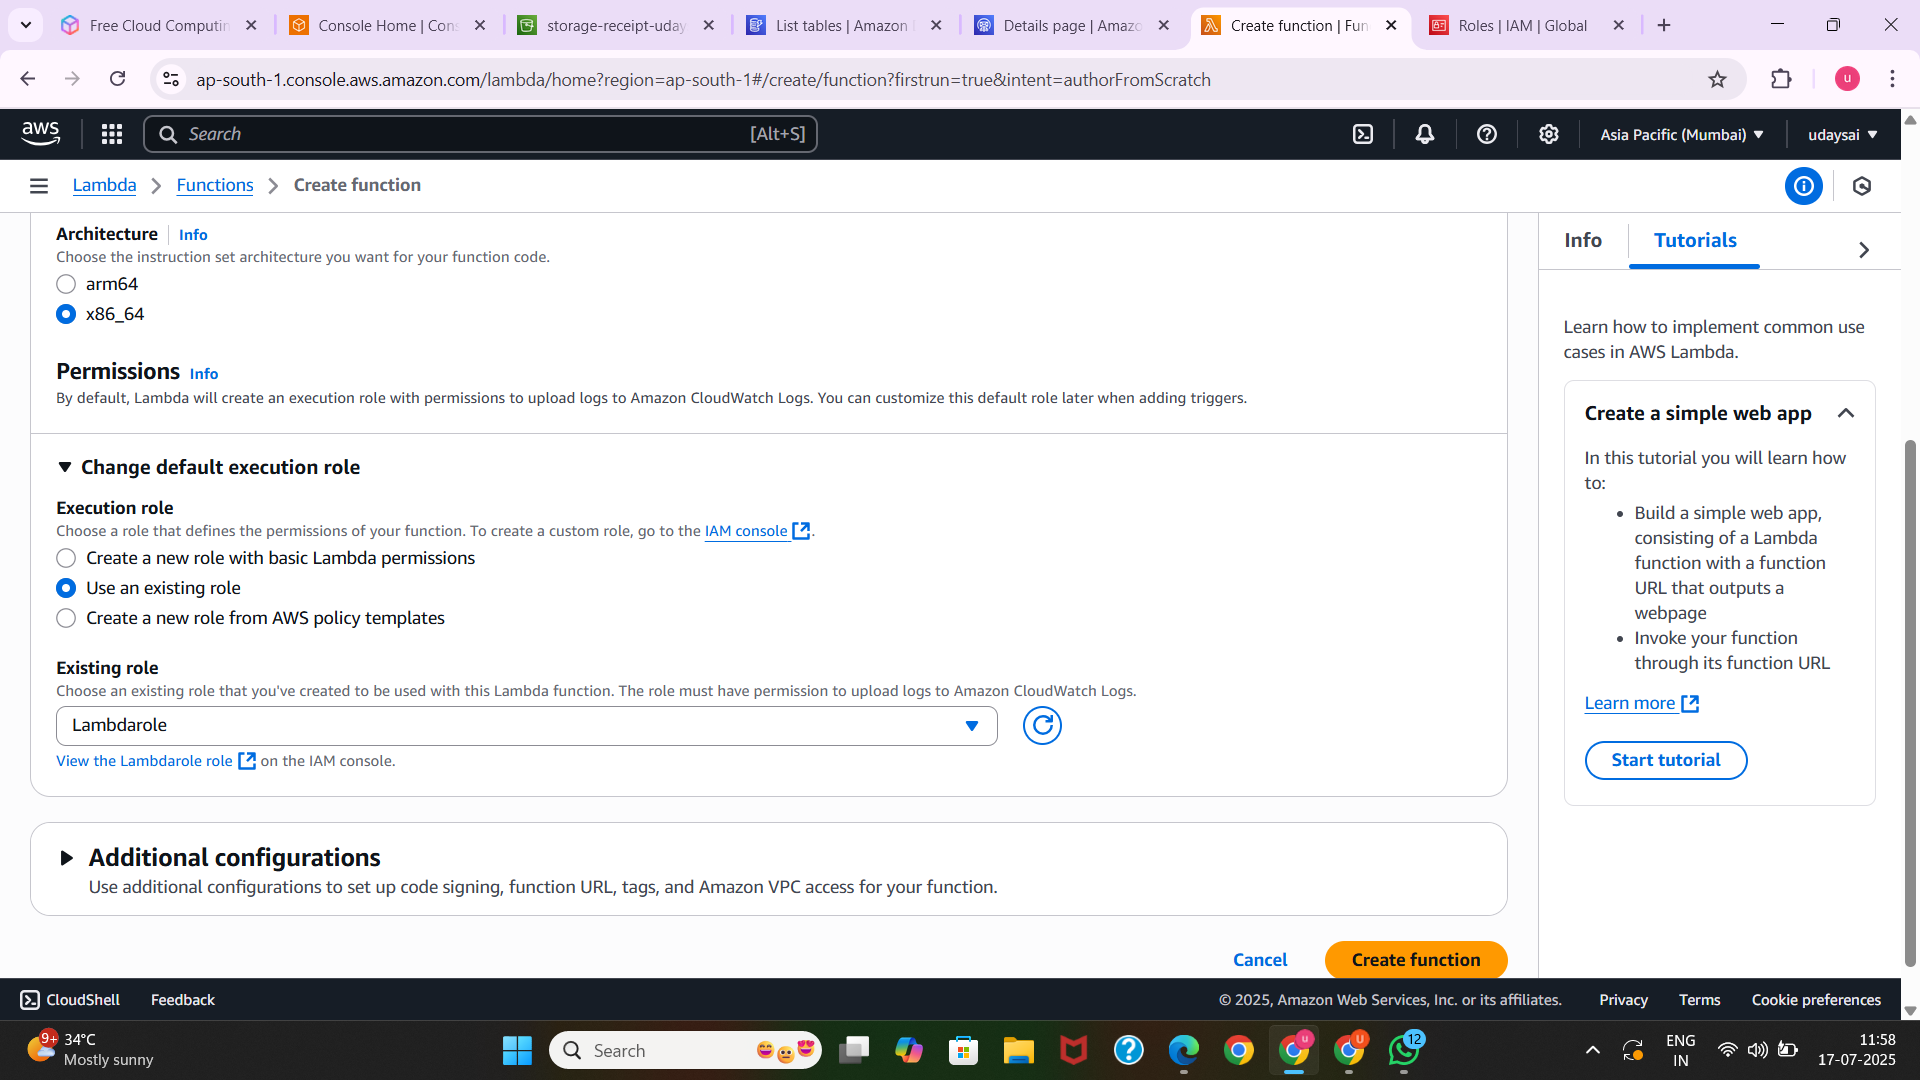 Free Cloud Computin
Console Home | Cons
storage-receipt-uday
List tables | Amazon
Details page | Amazo
Create function | Fun
Roles | IAM | Global
ap-south-1.console.aws.amazon.com/lambda/home?region=ap-south-1#/create/function?firstrun=true&intent=authorFromScratch
u
aws
Search
[Alt+S]
Asia Pacific (Mumbai)
udaysai
Lambda
Functions
Create function
Architecture
Info
Choose the instruction set architecture you want for your function code.
arm64
x86_64
Permissions
Info
By default, Lambda will create an execution role with permissions to upload logs to Amazon CloudWatch Logs. You can customize this default role later when adding triggers.
Change default execution role
Execution role
Choose a role that defines the permissions of your function. To create a custom role, go to the IAM console.
Create a new role with basic Lambda permissions
Use an existing role
Create a new role from AWS policy templates
Existing role
Choose an existing role that you've created to be used with this Lambda function. The role must have permission to upload logs to Amazon CloudWatch Logs.
Lambdarole
View the Lambdarole role on the IAM console.
Additional configurations
Use additional configurations to set up code signing, function URL, tags, and Amazon VPC access for your function.
Cancel
Create function
Info
Tutorials
Learn how to implement common use
cases in AWS Lambda.
Create a simple web app
In this tutorial you will learn how
to:
• Build a simple web app,
consisting of a Lambda
function with a function
URL that outputs a
webpage
• Invoke your function
through its function URL
Learn more
Start tutorial
CloudShell
Feedback
© 2025, Amazon Web Services, Inc. or its affiliates.
Privacy
Terms
Cookie preferences
9+
34°C
Mostly sunny
Search
u
U
12
ENG
IN
11:58
17-07-2025